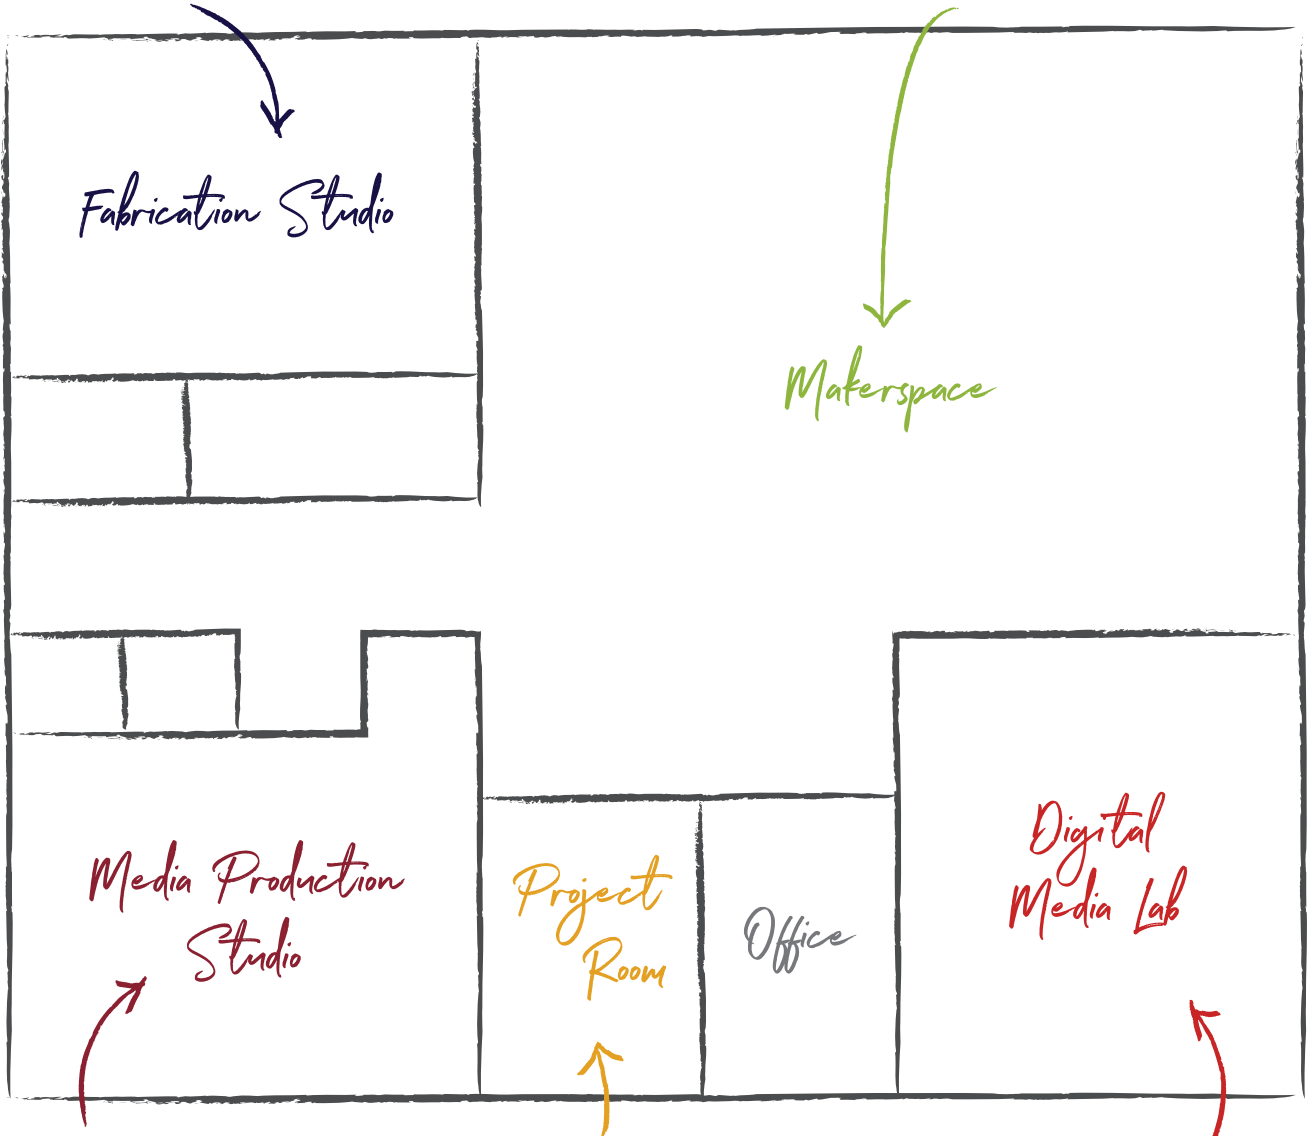 Fabrication Studio
Makerspace
Media Production
Studio
Project
Room
Office
Digital
Media Lab